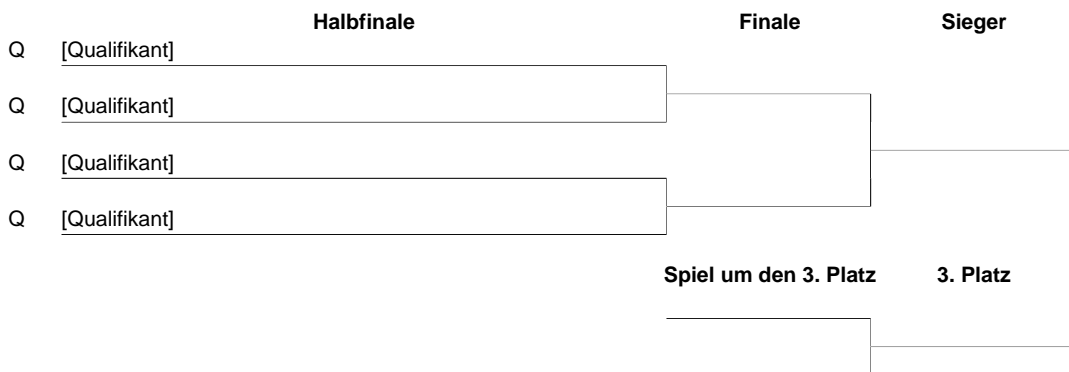 Halbfinale Finale Sieger
Q [Qualifikant]
Q [Qualifikant]
Q [Qualifikant]
Q [Qualifikant]
Spiel um den 3. Platz 3. Platz